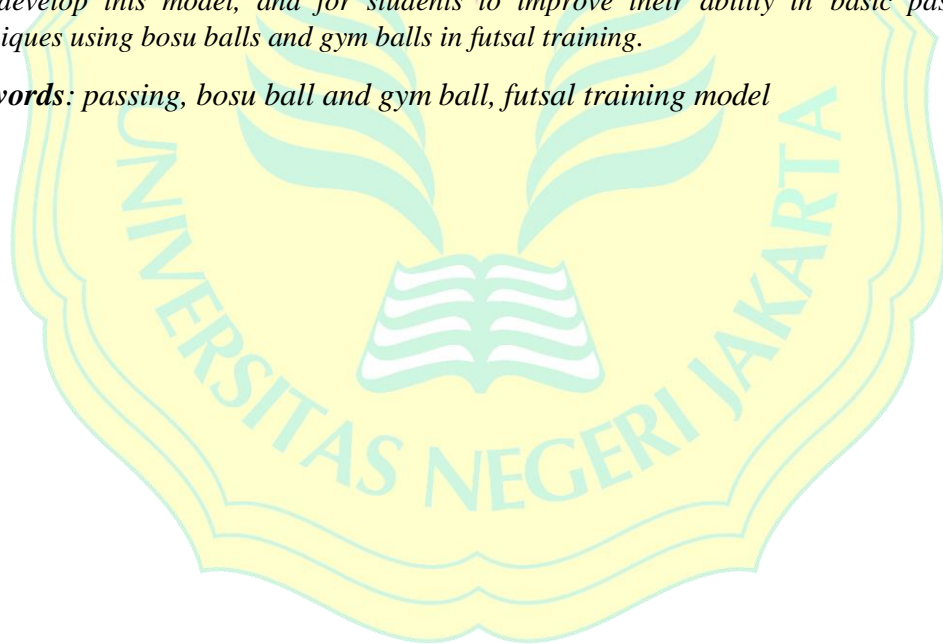 develop this model, and for students to improve their ability in basic pas
iques using bosu balls and gym balls in futsal training.
words: passing, bosu ball and gym ball, futsal training model
UNIVERSITAS NEGERI JAKARTA